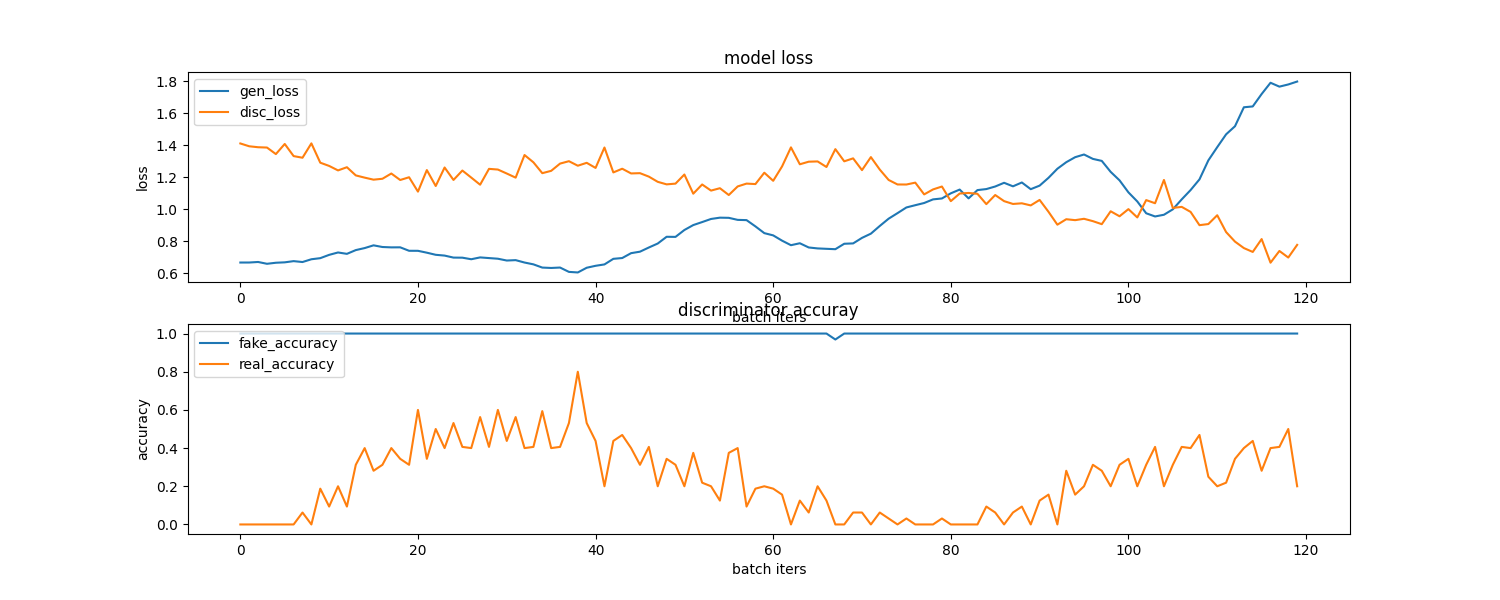 model loss
gen_loss
disc_loss
loss
1.8
1.6
1.4
1.2
1.0
0.8
0.6
0 20 40 60 80 100 120
batch iters
discriminator accuray
fake_accuracy
real_accuracy
accuracy
1.0
0.8
0.6
0.4
0.2
0.0
0 20 40 60 80 100 120
batch iters